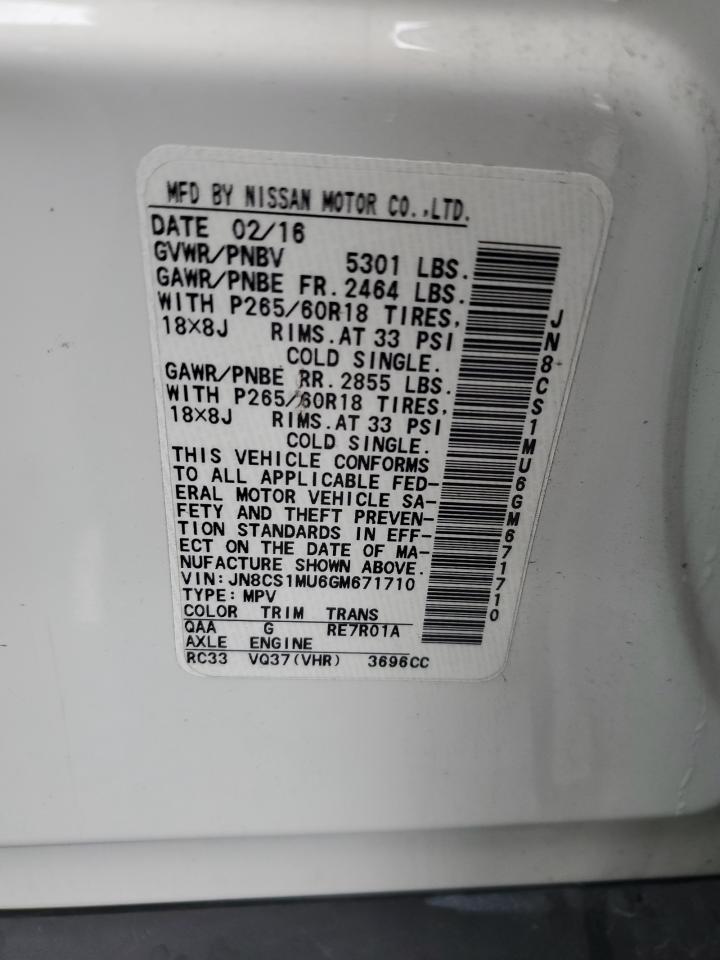 MFD BY NISSAN MOTOR CO.,LTD.
DATE 02/16
GVWR/PNBV 5301 LBS.
GAWR/PNBE FR. 2464 LBS.
WITH P265/60R18 TIRES,
18X8J RIMS.AT 33 PSI
COLD SINGLE.
GAWR/PNBE RR. 2855 LBS.
WITH P265/60R18 TIRES,
18X8J RIMS.AT 33 PSI
COLD SINGLE.
THIS VEHICLE CONFORMS
TO ALL APPLICABLE FED-
ERAL MOTOR VEHICLE SA-
FETY AND THEFT PREVEN-
TION STANDARDS IN EFF-
ECT ON THE DATE OF MA-
NUFACTURE SHOWN ABOVE.
VIN:JN8CS1MU6GM671710
TYPE:MPV
COLOR TRIM TRANS
QAA G RE7R01A
AXLE ENGINE
RC33 VQ37(VHR) 3696CC
JN8CS1MU6GM671710